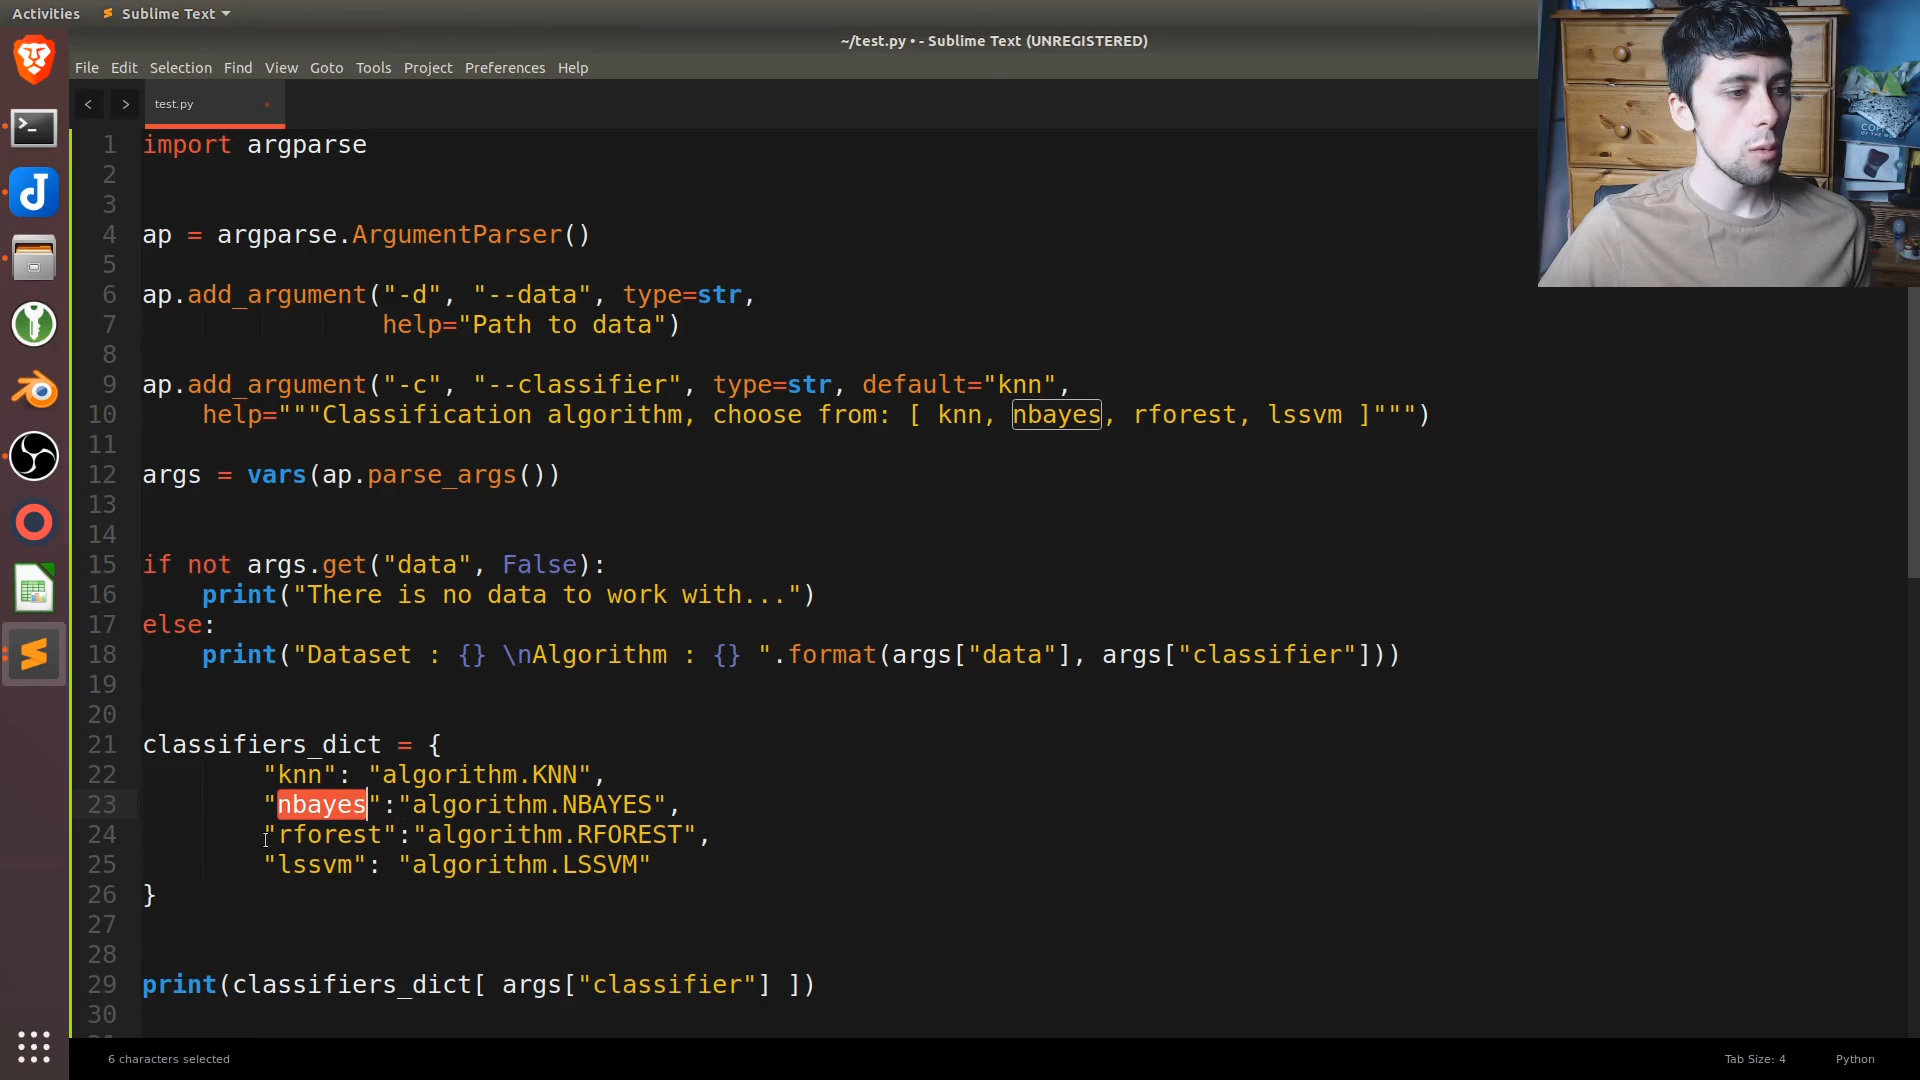 Activities
Sublime Text
~/test.py • - Sublime Text (UNREGISTERED)
File Edit Selection Find View Goto Tools Project Preferences Help
test.py
1 import argparse
2
3
4 ap = argparse.ArgumentParser()
5
6 ap.add_argument("-d", "--data", type=str,
7 help="Path to data")
8
9 ap.add_argument("-c", "--classifier", type=str, default="knn",
10 help="""Classification algorithm, choose from: [ knn, nbayes, rforest, lssvm ]""")
11
12 args = vars(ap.parse_args())
13
14
15 if not args.get("data", False):
16 print("There is no data to work with...")
17 else:
18 print("Dataset : {} \nAlgorithm : {} ".format(args["data"], args["classifier"]))
19
20
21 classifiers_dict = {
22 "knn": "algorithm.KNN",
23 "nbayes":"algorithm.NBAYES",
24 "rforest":"algorithm.RFOREST",
25 "lssvm": "algorithm.LSSVM"
26 }
27
28
29 print(classifiers_dict[ args["classifier"] ])
30
6 characters selected
Tab Size: 4
Python